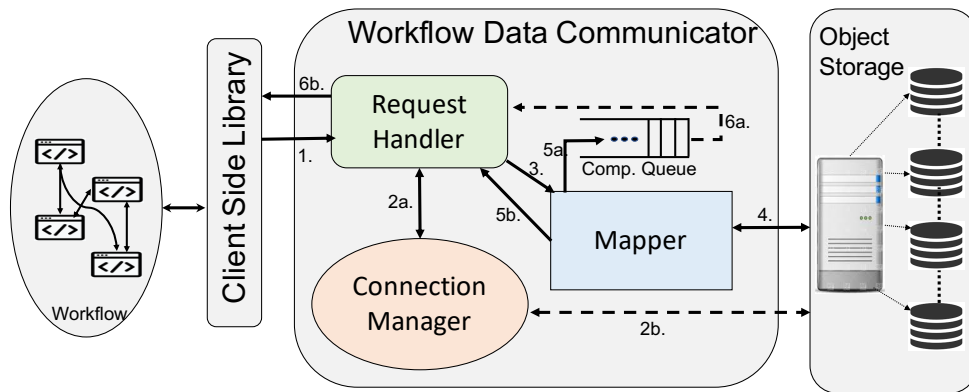 Workflow Data Communicator
Object
Storage
Client Side Library
6b.
Request
Handler
1.
6a.
5a.
3.
Comp. Queue
</>
</>
</>
</>
Workflow
2a.
5b.
Mapper
4.
Connection
Manager
2b.